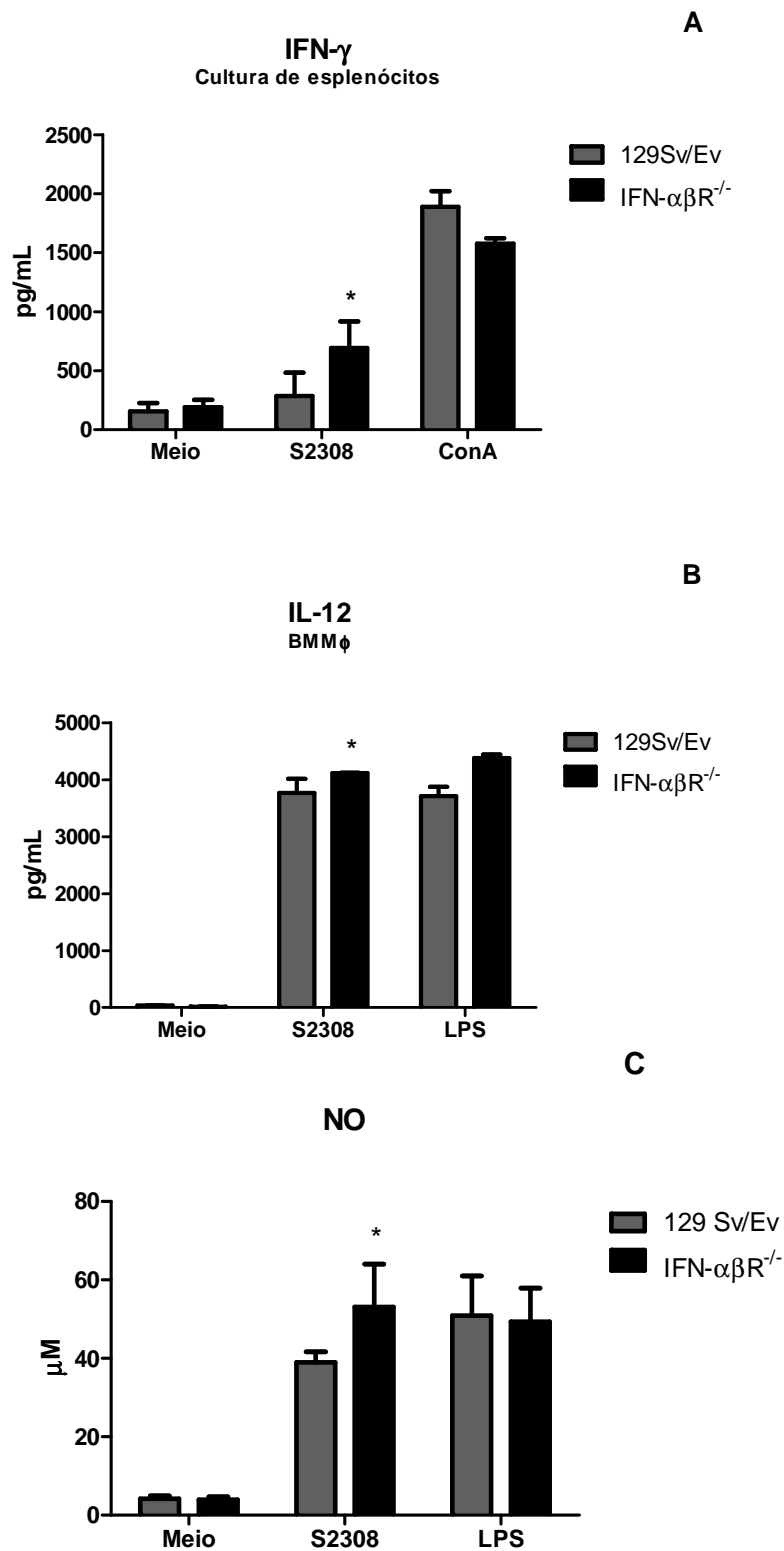 A
IFN-γ
Cultura de esplenócitos
2500
2000
1500
1000
500
0
pg/mL
*
Meio S2308 ConA
129Sv/Ev
IFN-αβR-/-
B
IL-12
BMMϕ
5000
4000
3000
2000
1000
0
pg/mL
*
Meio S2308 LPS
129Sv/Ev
IFN-αβR-/-
C
NO
80
60
40
20
0
μM
*
Meio S2308 LPS
129 Sv/Ev
IFN-αβR-/-